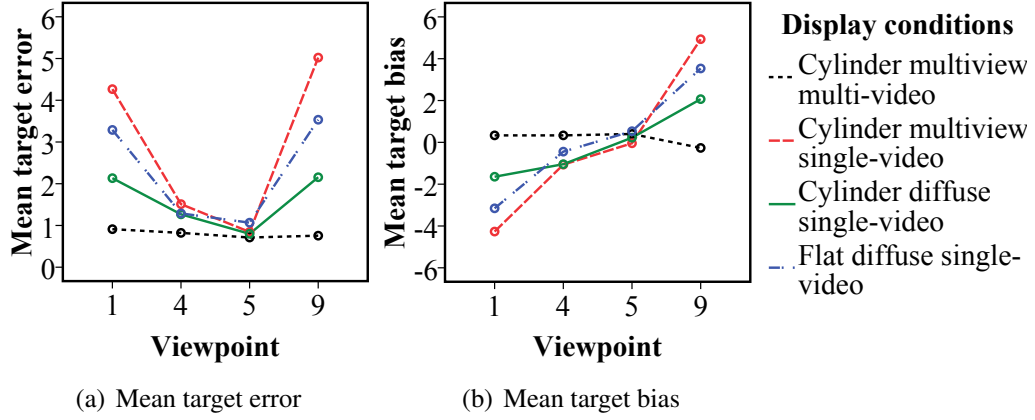 Mean target error
6
5
4
3
2
1
0
1 4 5 9
Viewpoint
(a) Mean target error
Mean target bias
6
4
2
0
-2
-4
-6
1 4 5 9
Viewpoint
(b) Mean target bias
Display conditions
Cylinder multiview
multi-video
Cylinder multiview
single-video
Cylinder diffuse
single-video
Flat diffuse single-
video